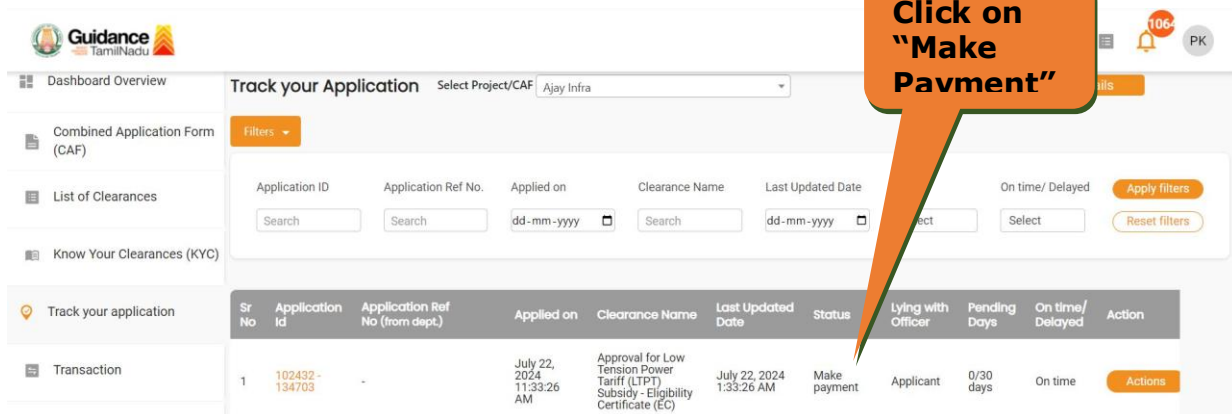 Click on
“Make
Payment”
Guidance
TamilNadu
1064
PK
Dashboard Overview
Track your Application
Select Project/CAF
Ajay Infra
Combined Application Form
(CAF)
Filters
List of Clearances
Application ID
Application Ref No.
Applied on
Clearance Name
Last Updated Date
On time/ Delayed
Apply filters
Search
Search
dd-mm-yyyy
Search
dd-mm-yyyy
Select
Reset filters
Know Your Clearances (KYC)
Track your application
Sr
No
Application
Id
Application Ref
No (from dept.)
Applied on
Clearance Name
Last Updated
Date
Status
Lying with
Officer
Pending
Days
On time/
Delayed
Action
Transaction
1
102432 -
134703
-
July 22,
2024
11:33:26
AM
Approval for Low
Tension Power
Tariff (LTPT)
Subsidy - Eligibility
Certificate (EC)
July 22, 2024
1:33:26 AM
Make
payment
Applicant
0/30
days
On time
Actions